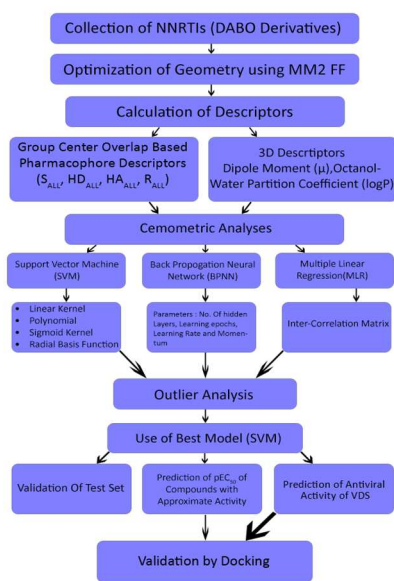 Collection of NNRTIs (DABO Derivatives)
Optimization of Geometry using MM2 FF
Calculation of Descriptors
Group Center Overlap Based
Pharmacophore Descriptors
(S_ALL, HD_ALL, HA_ALL, R_ALL)
3D Descrtiptors
Dipole Moment (μ),Octanol-
Water Partition Coefficient (logP)
Cemometric Analyses
Support Vector Machine
(SVM)
Back Propogation Neural
Network (BPNN)
Multiple Linear
Regression(MLR)
• Linear Kernel
• Polynomial
• Sigmoid Kernel
• Radial Basis Function
Parameters : No. Of hidden
Layers, Learning epochs,
Learning Rate and Momen-
tum
Inter-Correlation Matrix
Outlier Analysis
Use of Best Model (SVM)
Validation Of Test Set
Prediction of pEC50 of
Compounds with
Approximate Activity
Prediction of Antiviral
Activity of VDS
Validation by Docking